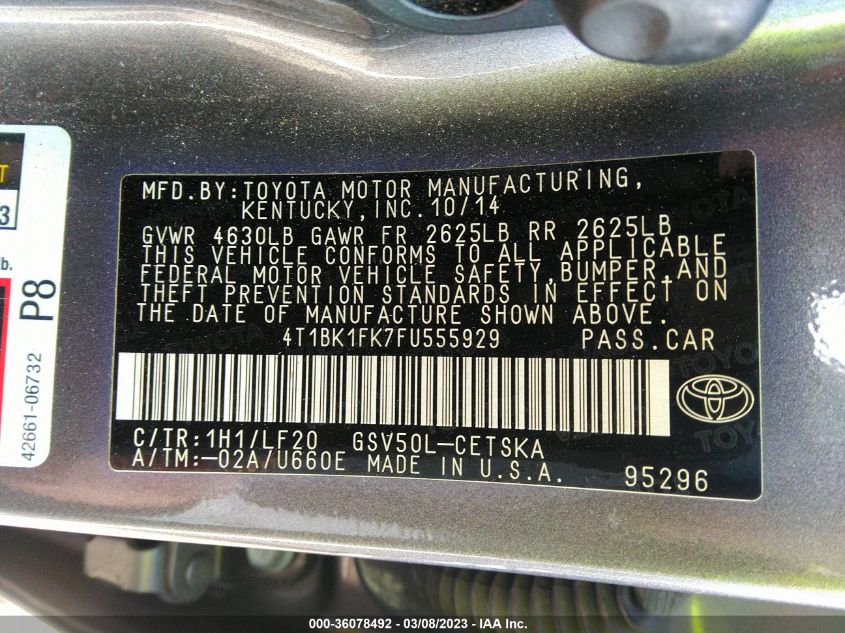 T
3
b.
P8
42661-06732
MFD.BY:TOYOTA MOTOR MANUFACTURING,
KENTUCKY,INC.10/14
GVWR 4630LB GAWR FR 2625LB RR 2625LB
THIS VEHICLE CONFORMS TO ALL APPLICABLE
FEDERAL MOTOR VEHICLE SAFETY,BUMPER,AND
THEFT PREVENTION STANDARDS IN EFFECT ON
THE DATE OF MANUFACTURE SHOWN ABOVE.
4T1BK1FK7FU555929 PASS.CAR
C/TR:1H1/LF20 GSV50L-CETSKA
A/TM:-02A7U660E MADE IN U.S.A. 95296
000-36078492 - 03/08/2023 - IAA Inc.